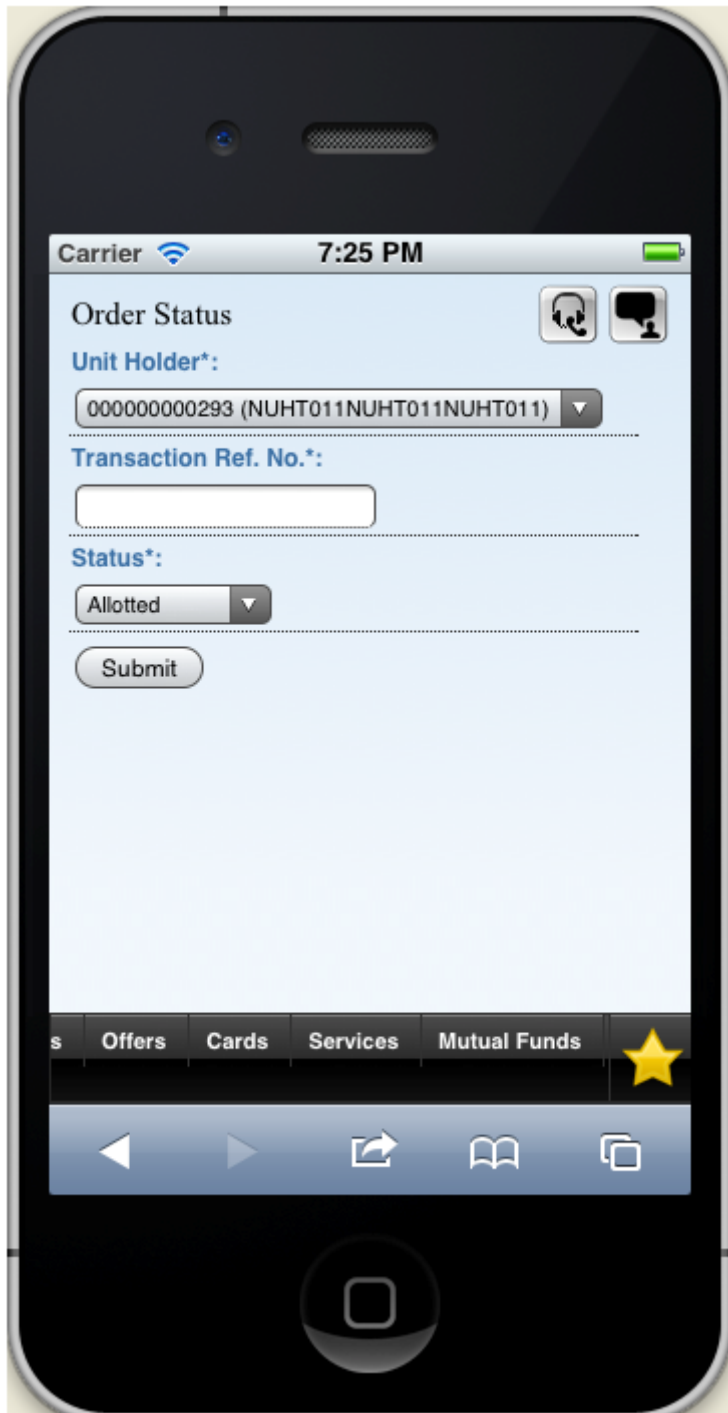 Carrier 7:25 PM
Order Status
Unit Holder*:
000000000293 (NUHT011NUHT011NUHT011)
Transaction Ref. No.*:
Status*:
Allotted
Submit
s Offers Cards Services Mutual Funds